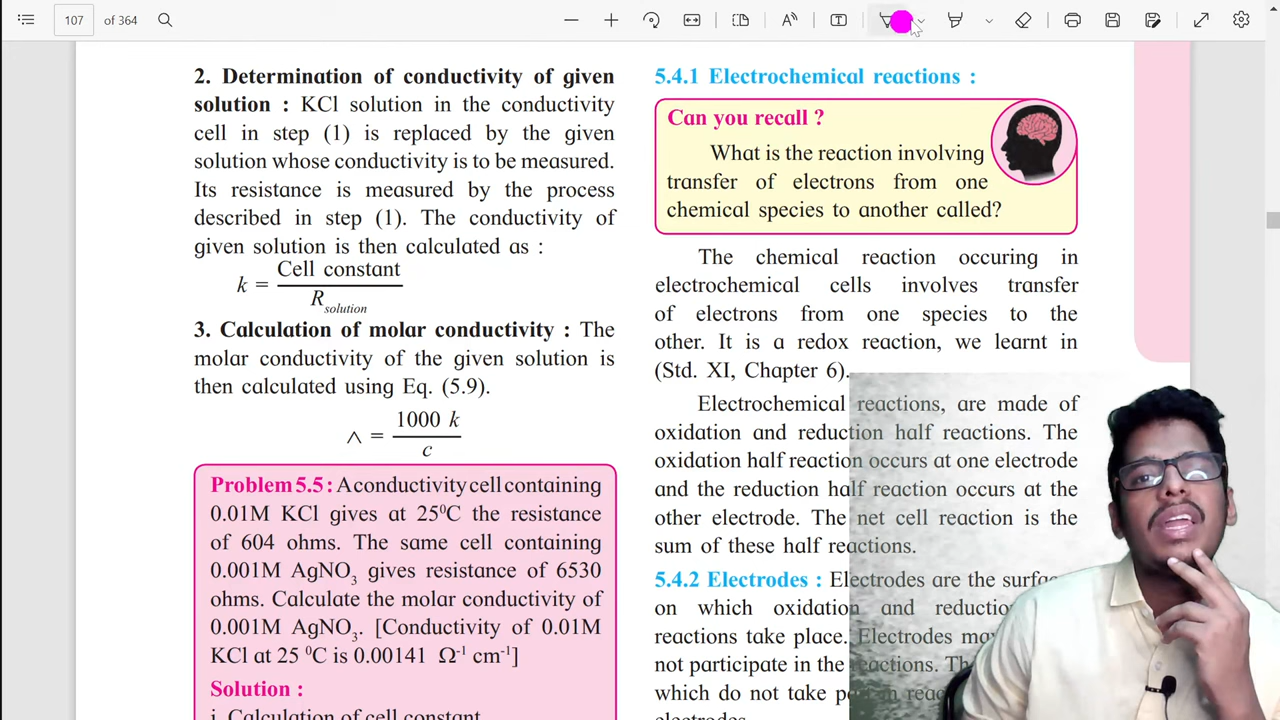 107 of 364
2. Determination of conductivity of given
solution : KCl solution in the conductivity
cell in step (1) is replaced by the given
solution whose conductivity is to be measured.
Its resistance is measured by the process
described in step (1). The conductivity of
given solution is then calculated as :
k = Cell constant
R solution
3. Calculation of molar conductivity : The
molar conductivity of the given solution is
then calculated using Eq. (5.9).
∧ = 1000 k
c
Problem 5.5 : A conductivity cell containing
0.01M KCl gives at 25⁰C the resistance
of 604 ohms. The same cell containing
0.001M AgNO₃ gives resistance of 6530
ohms. Calculate the molar conductivity of
0.001M AgNO₃. [Conductivity of 0.01M
KCl at 25 ⁰C is 0.00141 Ω⁻¹ cm⁻¹]
Solution :
i. Calculation of cell constant
5.4.1 Electrochemical reactions :
Can you recall ?
What is the reaction involving
transfer of electrons from one
chemical species to another called?
The chemical reaction occuring in
electrochemical cells involves transfer
of electrons from one species to the
other. It is a redox reaction, we learnt in
(Std. XI, Chapter 6).
Electrochemical reactions, are made of
oxidation and reduction half reactions. The
oxidation half reaction occurs at one electrode
and the reduction half reaction occurs at the
other electrode. The net cell reaction is the
sum of these half reactions.
5.4.2 Electrodes : Electrodes are the
on which oxidation and
reactions take place. Electrodes
not participate in the reactions.
which do not take
electrodes.